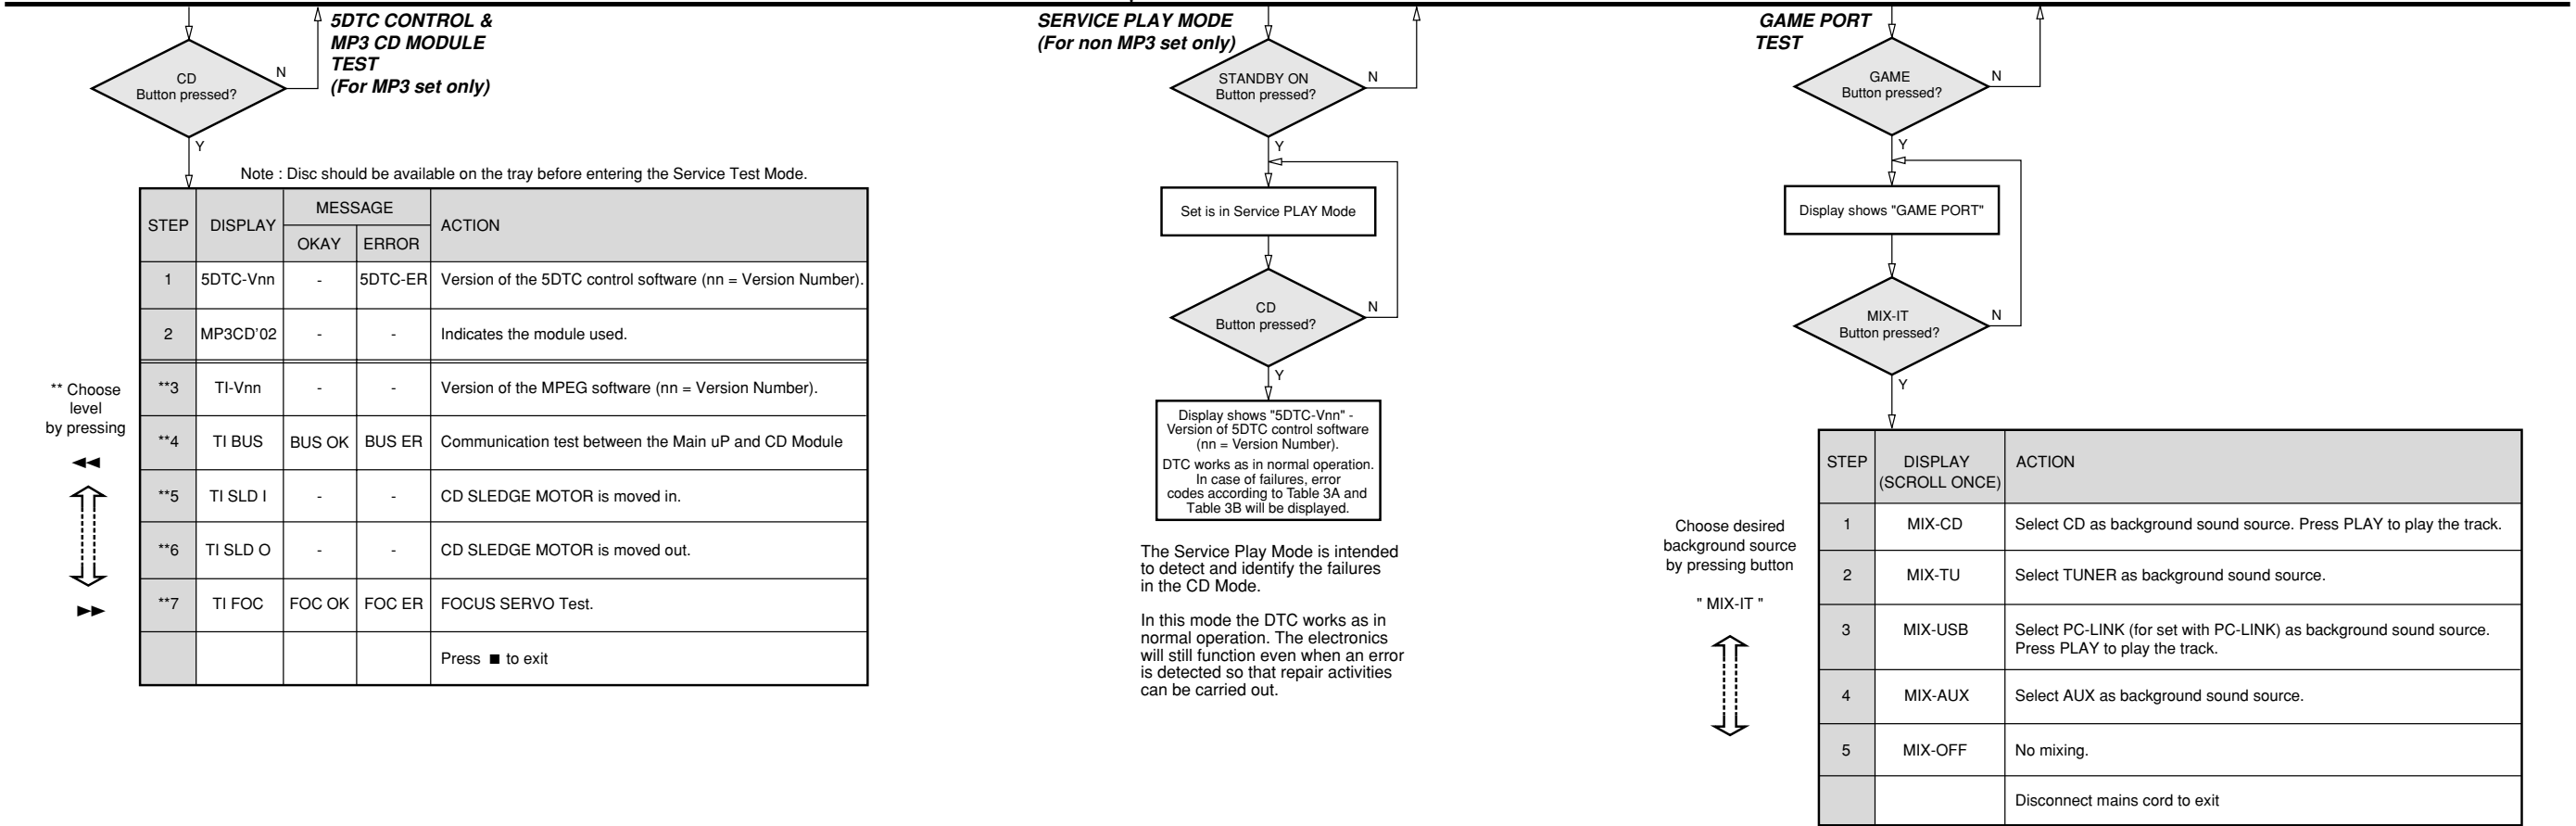 5DTC CONTROL &
MP3 CD MODULE
TEST
(For MP3 set only)
CD
Button pressed?
N
Y
Note : Disc should be available on the tray before entering the Service Test Mode.
STEP DISPLAY MESSAGE ACTION
OKAY ERROR
1 5DTC-Vnn - 5DTC-ER Version of the 5DTC control software (nn = Version Number).
2 MP3CD'02 - - Indicates the module used.
**3 TI-Vnn - - Version of the MPEG software (nn = Version Number).
**4 TI BUS BUS OK BUS ER Communication test between the Main uP and CD Module
**5 TI SLD I - - CD SLEDGE MOTOR is moved in.
**6 TI SLD O - - CD SLEDGE MOTOR is moved out.
**7 TI FOC FOC OK FOC ER FOCUS SERVO Test.
Press ■ to exit
** Choose
level
by pressing
◄◄
►►
SERVICE PLAY MODE
(For non MP3 set only)
STANDBY ON
Button pressed?
N
Y
Set is in Service PLAY Mode
CD
Button pressed?
N
Y
Display shows "5DTC-Vnn" -
Version of 5DTC control software
(nn = Version Number).
DTC works as in normal operation.
In case of failures, error
codes according to Table 3A and
Table 3B will be displayed.
The Service Play Mode is intended
to detect and identify the failures
in the CD Mode.
In this mode the DTC works as in
normal operation. The electronics
will still function even when an error
is detected so that repair activities
can be carried out.
GAME PORT
TEST
GAME
Button pressed?
N
Y
Display shows "GAME PORT"
MIX-IT
Button pressed?
N
Y
STEP DISPLAY ACTION
(SCROLL ONCE)
1 MIX-CD Select CD as background sound source. Press PLAY to play the track.
2 MIX-TU Select TUNER as background sound source.
3 MIX-USB Select PC-LINK (for set with PC-LINK) as background sound source.
Press PLAY to play the track.
4 MIX-AUX Select AUX as background sound source.
5 MIX-OFF No mixing.
Disconnect mains cord to exit
Choose desired
background source
by pressing button
" MIX-IT "